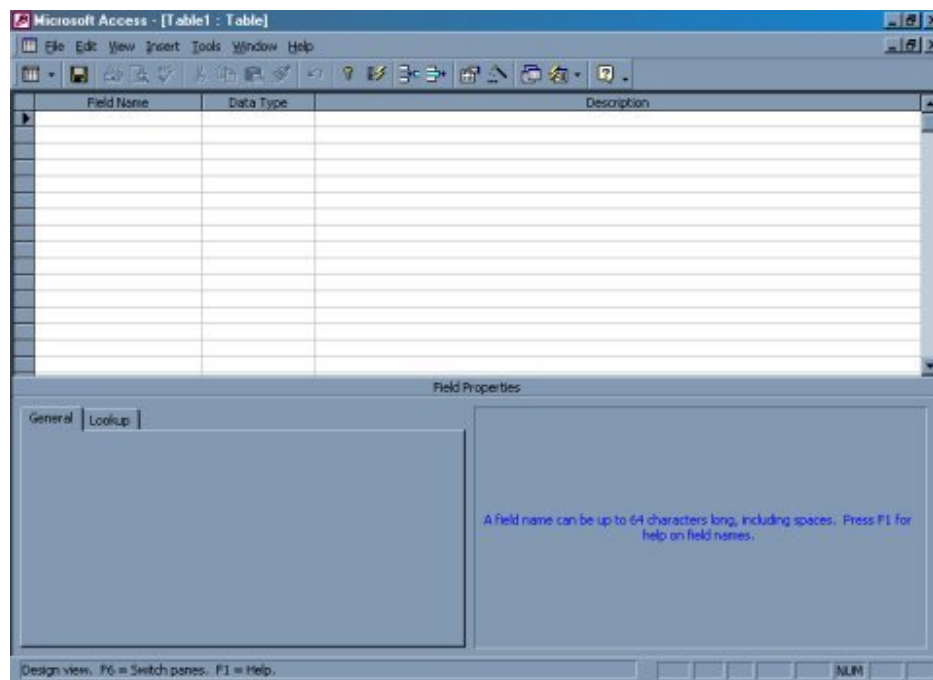 Microsoft Access - [Table1 : Table]
File Edit View Insert Tools Window Help
Field Name Data Type Description
Field Properties
General Lookup
A field name can be up to 64 characters long, including spaces. Press F1 for
help on field names.
Design view. F6 = Switch panes. F1 = Help.
NUM